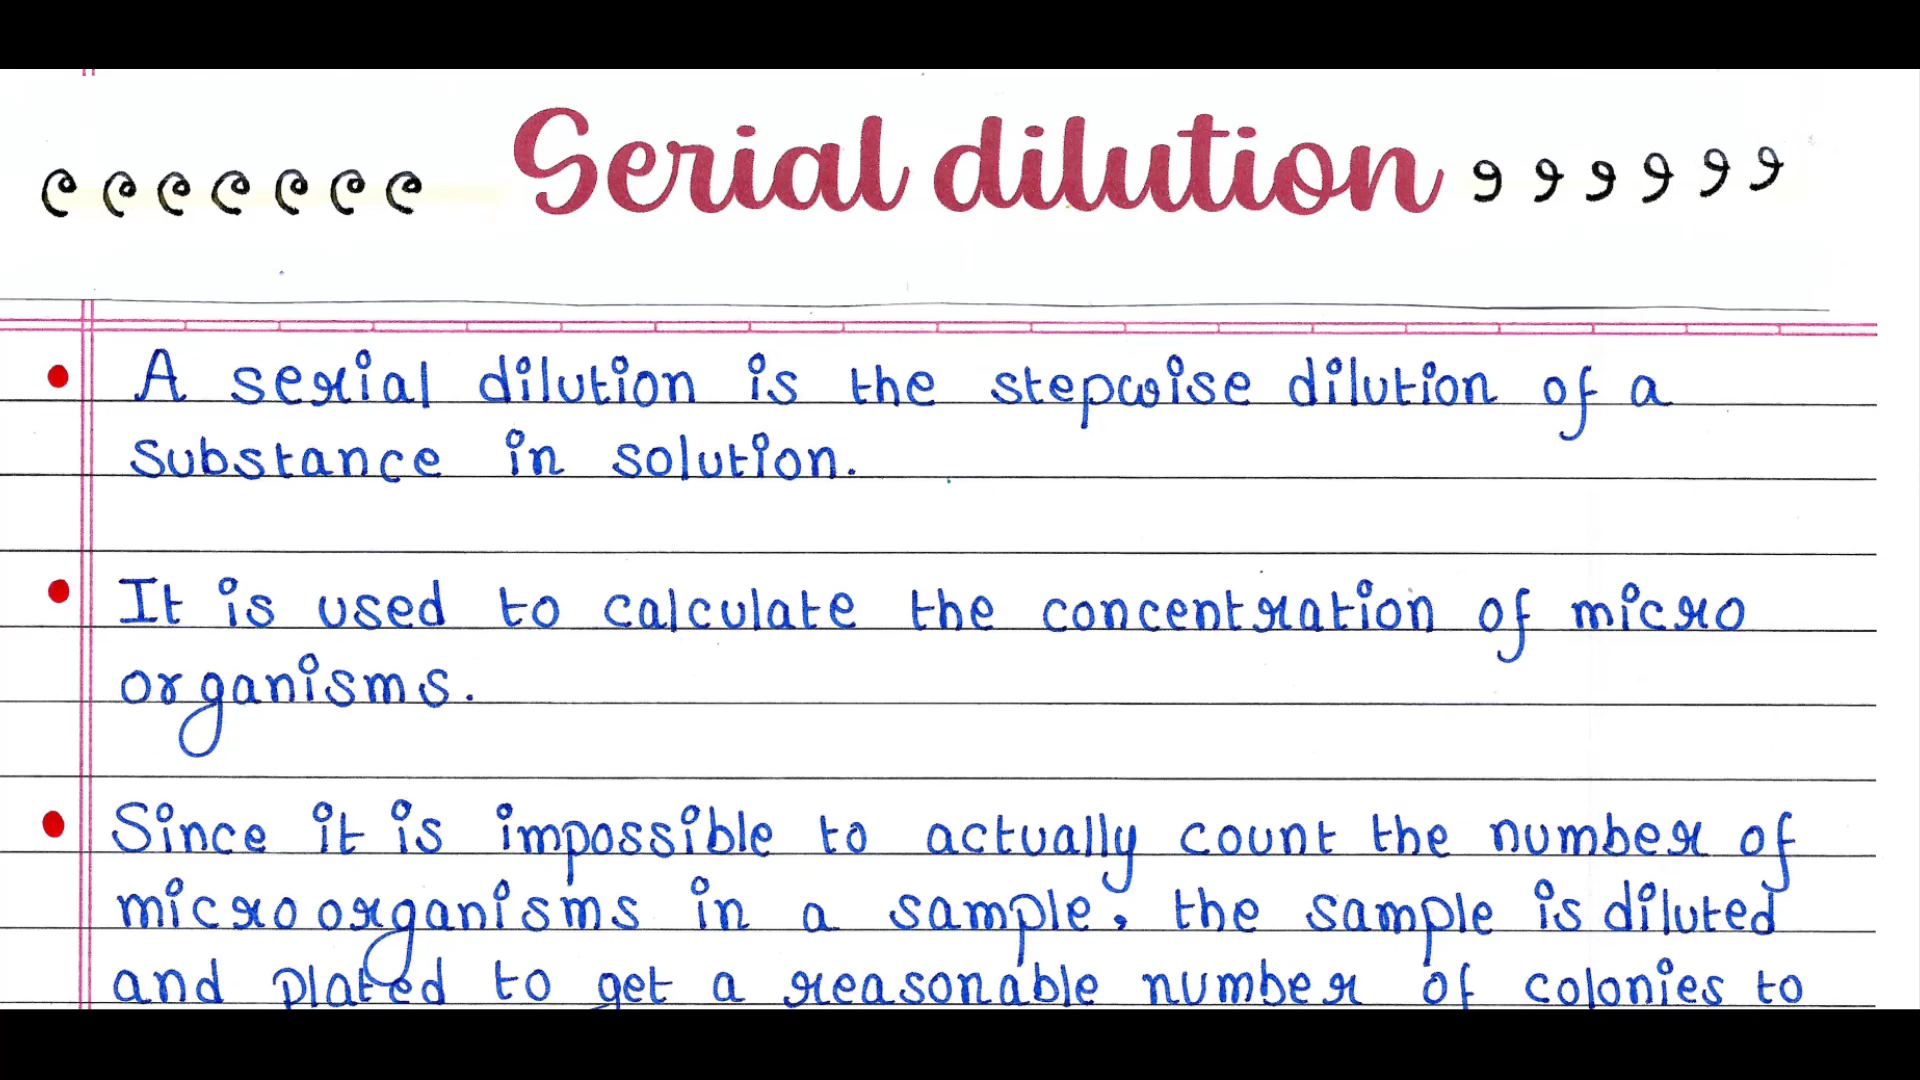 Serial dilution
A serial dilution is the stepwise dilution of a
substance in solution.
It is used to calculate the concentration of micro
organisms.
Since it is impossible to actually count the number of
microorganisms in a sample, the sample is diluted
and plated to get a reasonable number of colonies to